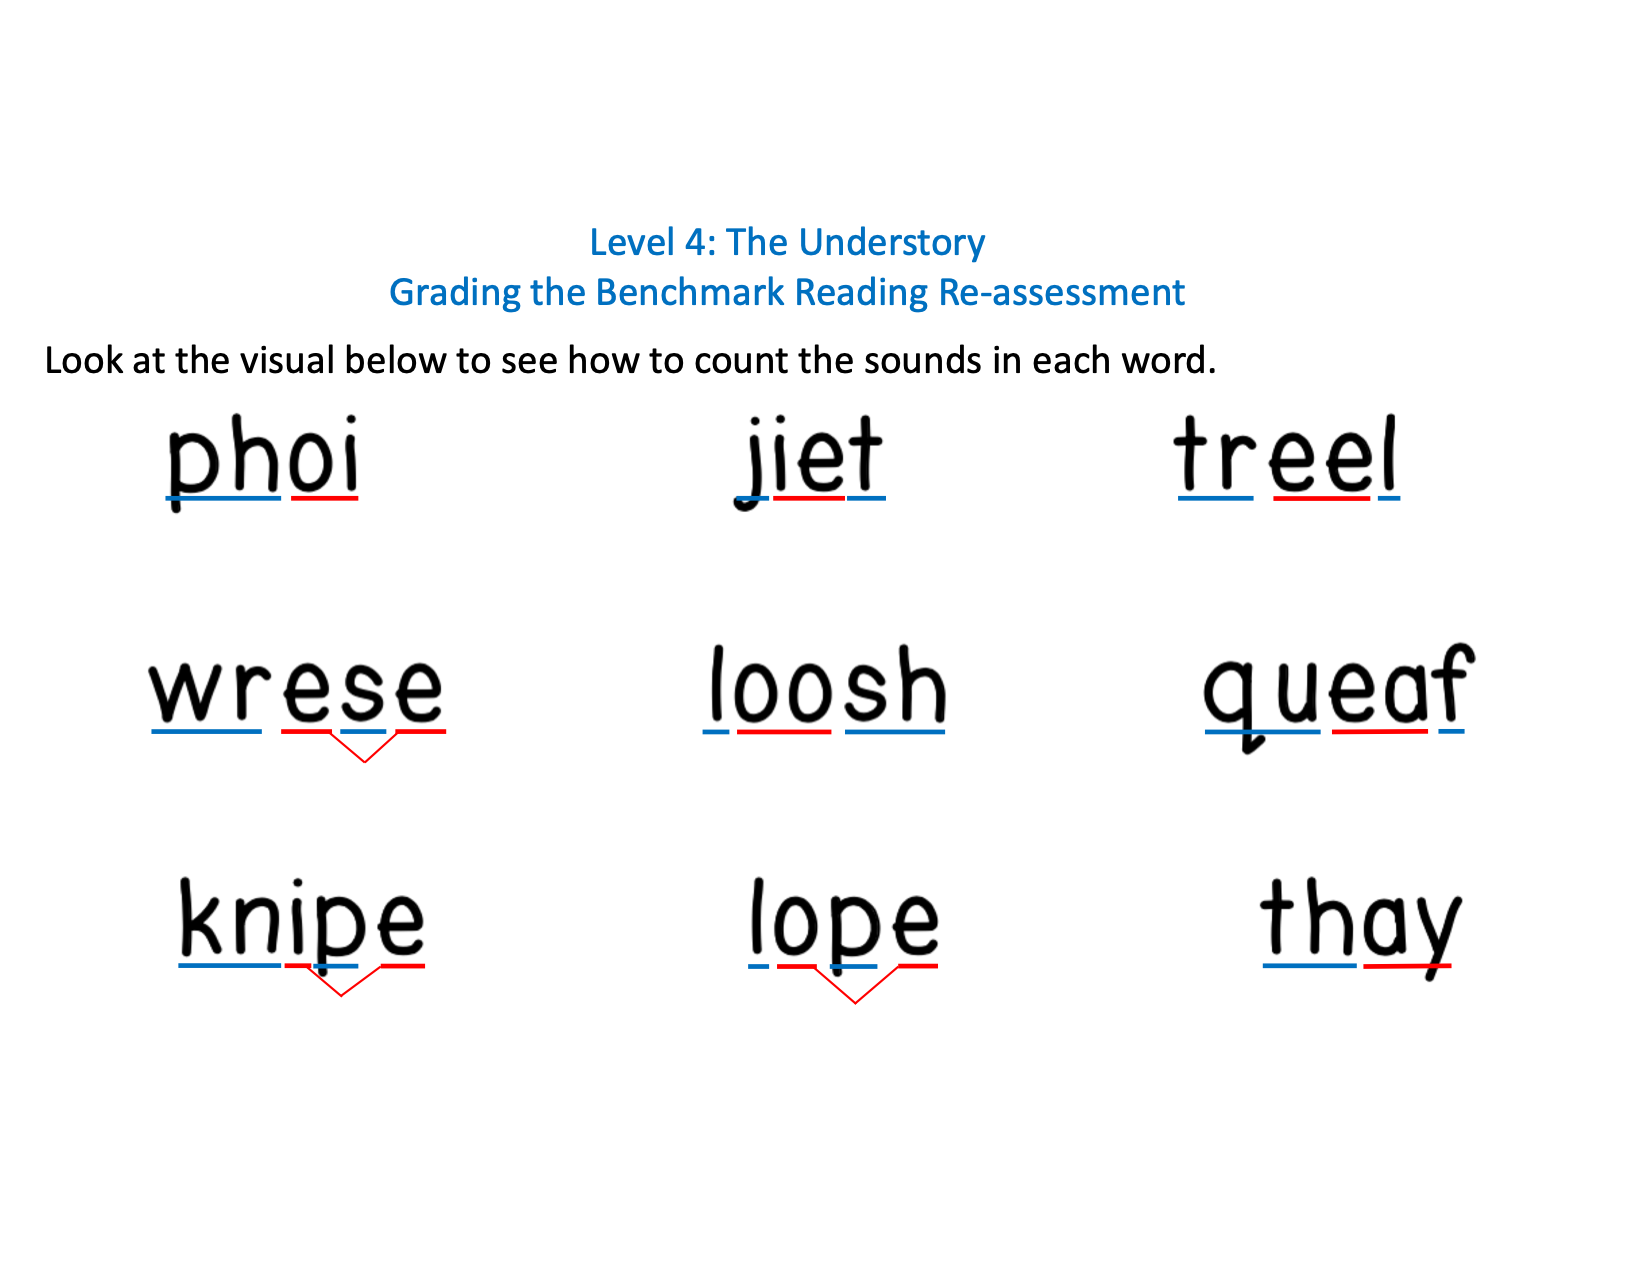 Level 4: The Understory
Grading the Benchmark Reading Re-assessment
Look at the visual below to see how to count the sounds in each word.
phoi jiet treel
wrese loosh queaf
knipe lope thay